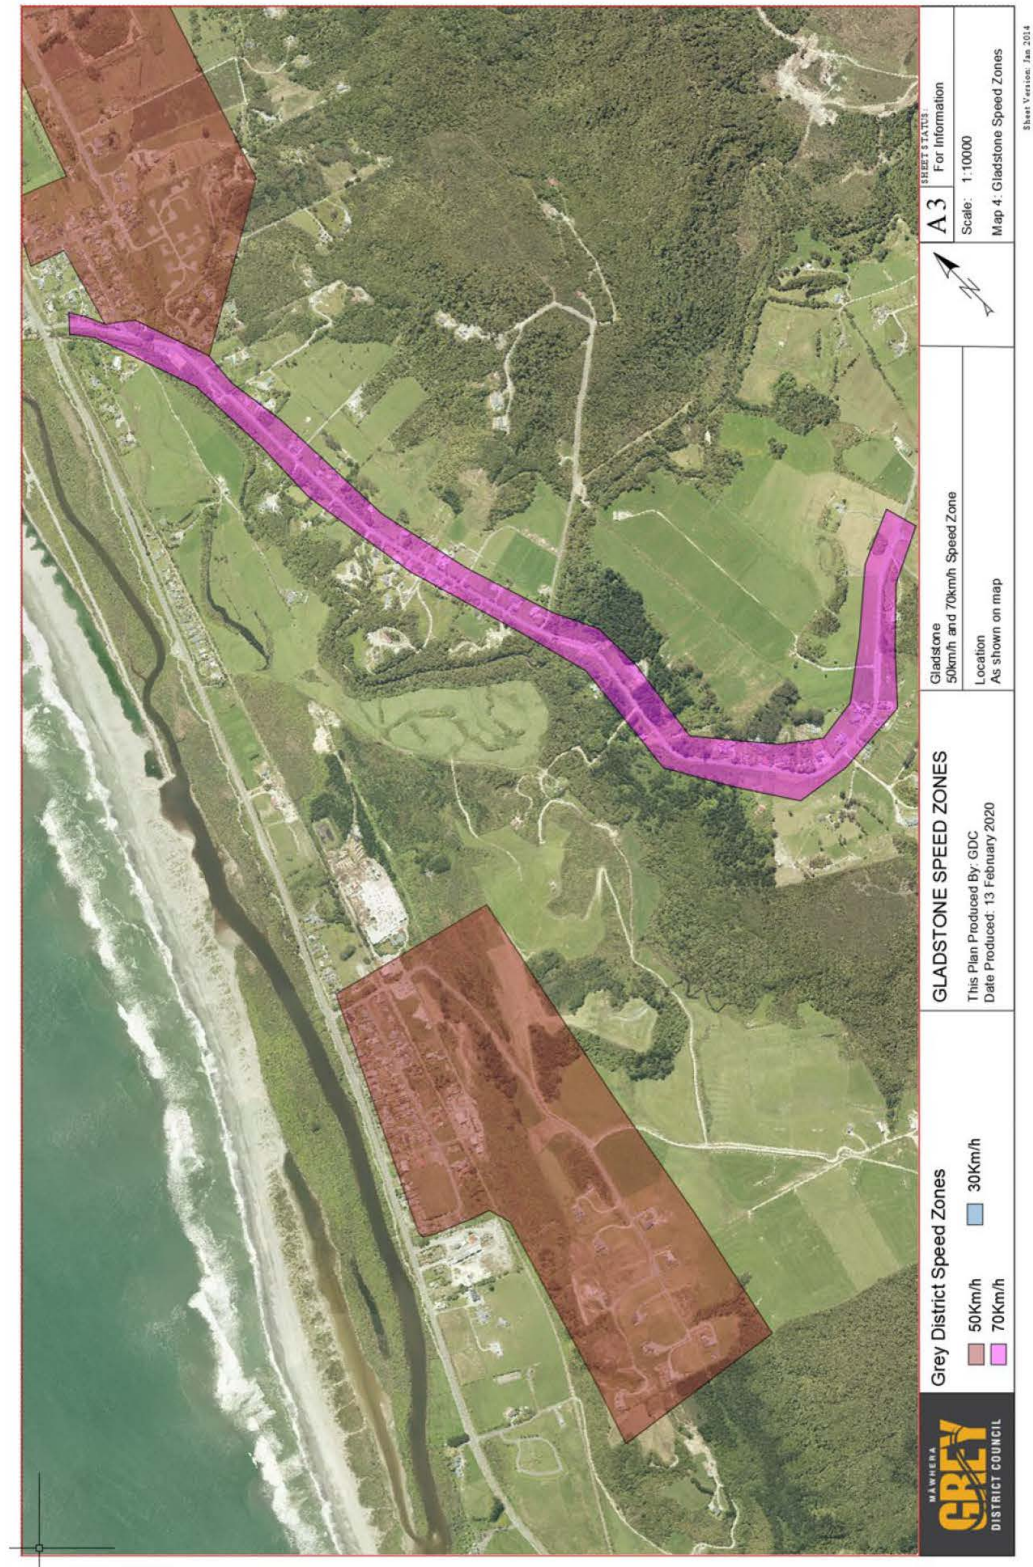 MĀWHERA
GREY
DISTRICT COUNCIL
Grey District Speed Zones
50Km/h
30Km/h
70Km/h
GLADSTONE SPEED ZONES
This Plan Produced By: GDC
Date Produced: 13 February 2020
Gladstone
50km/h and 70km/h Speed Zone
Location
As shown on map
N
A 3
SHEET STATUS:
For Information
Scale: 1:10000
Map 4: Gladstone Speed Zones
Sheet Version: Jan 2014